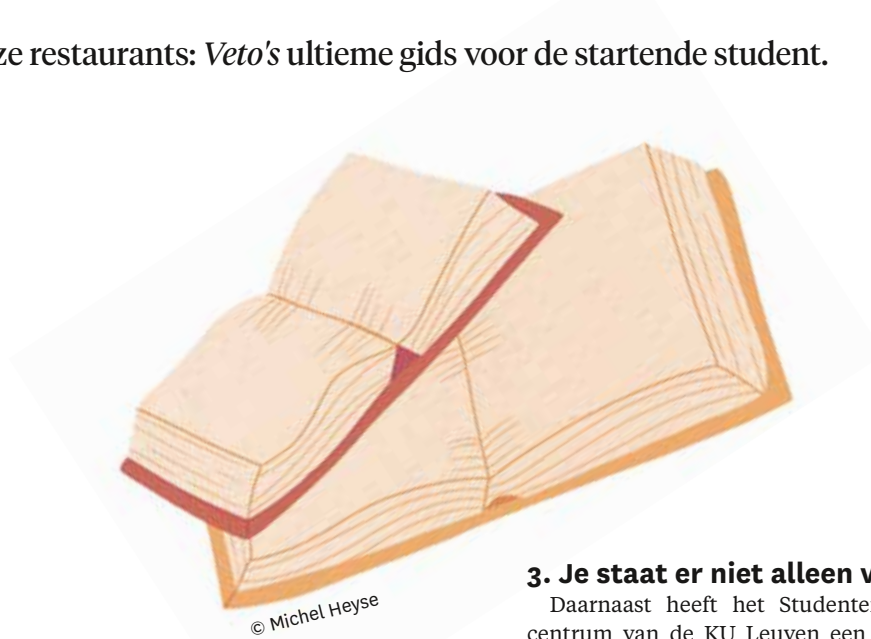 ze restaurants: Veto's ultieme gids voor de startende student.
© Michel Heyse
3. Je staat er niet alleen v
Daarnaast heeft het Studente
centrum van de KU Leuven een